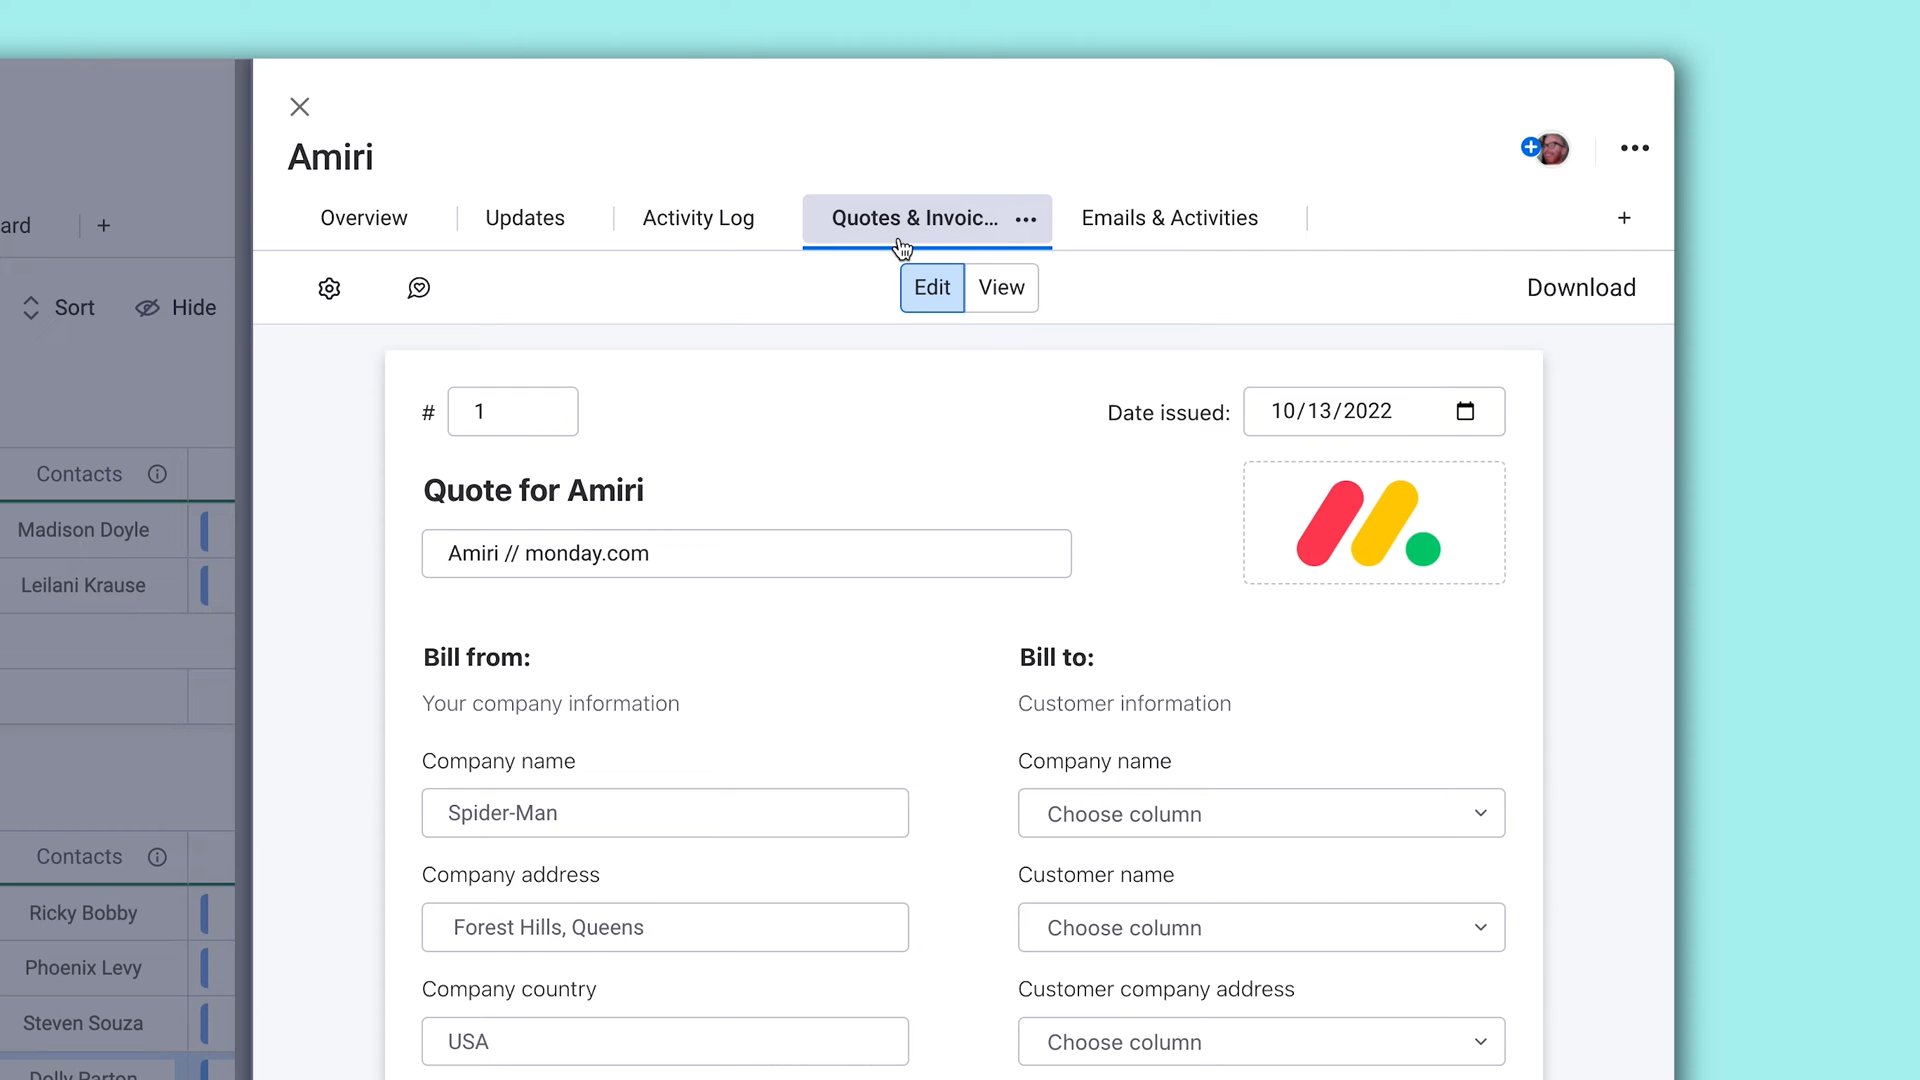 Amiri
Overview
Updates
Activity Log
Quotes & Invoic...
Emails & Activities
ard
Sort
Hide
Edit
View
Download
# 1
Date issued: 10/13/2022
Quote for Amiri
Amiri // monday.com
Contacts
Madison Doyle
Leilani Krause
Bill from:
Your company information
Company name
Spider-Man
Company address
Forest Hills, Queens
Company country
USA
Bill to:
Customer information
Company name
Choose column
Customer name
Choose column
Customer company address
Choose column
Contacts
Ricky Bobby
Phoenix Levy
Steven Souza
Dolly Parton